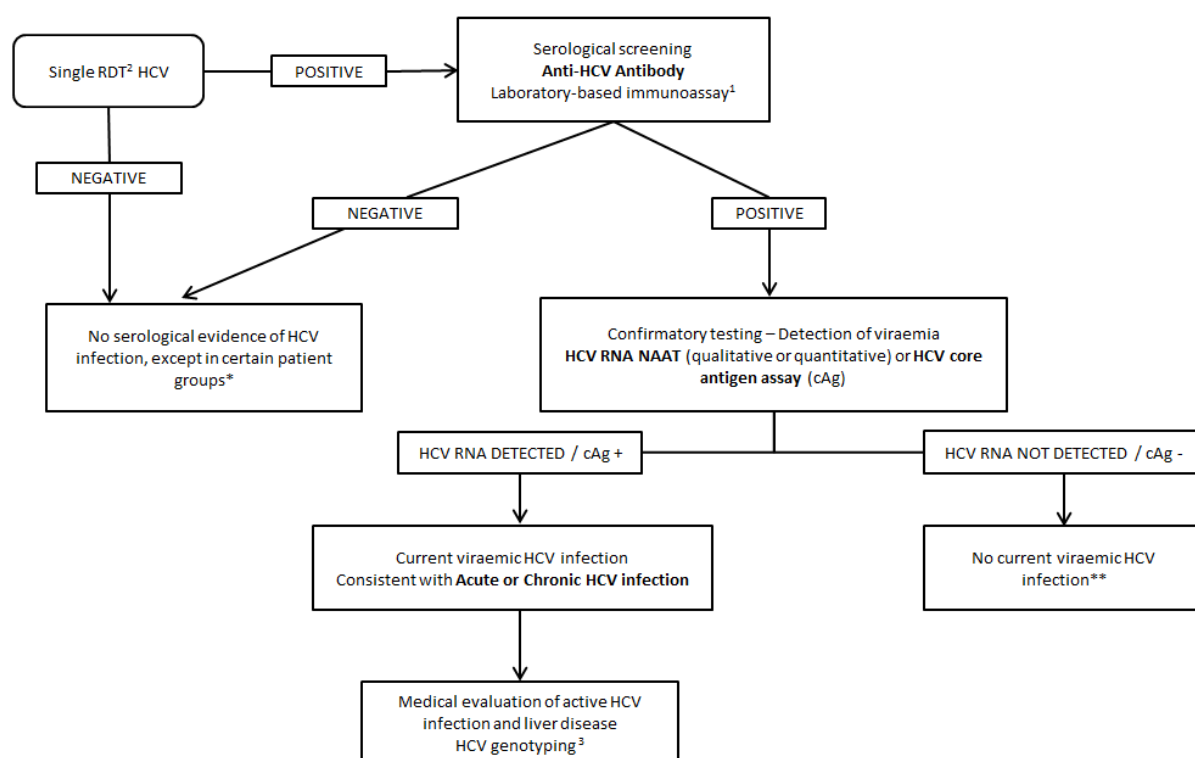 Single RDT² HCV
POSITIVE
Serological screening
Anti-HCV Antibody
Laboratory-based immunoassay¹
NEGATIVE
NEGATIVE
POSITIVE
No serological evidence of HCV
infection, except in certain patient
groups*
Confirmatory testing – Detection of viraemia
HCV RNA NAAT (qualitative or quantitative) or HCV core
antigen assay (cAg)
HCV RNA DETECTED / cAg +
HCV RNA NOT DETECTED / cAg -
Current viraemic HCV infection
Consistent with Acute or Chronic HCV infection
No current viraemic HCV
infection**
Medical evaluation of active HCV
infection and liver disease
HCV genotyping³